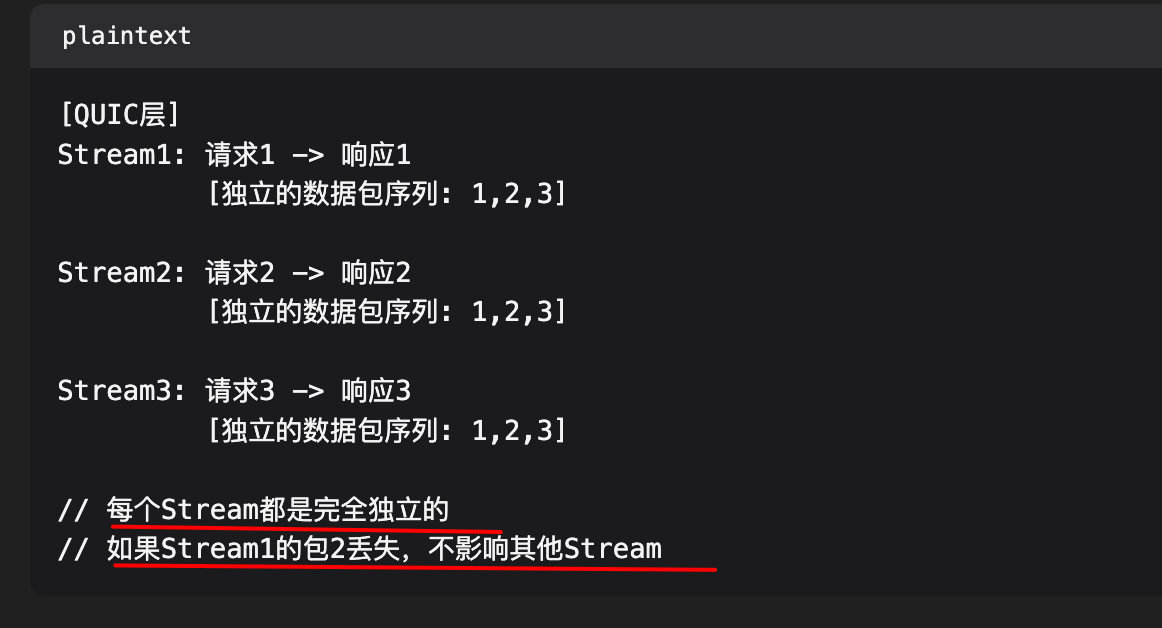 plaintext
[QUIC层]
Stream1: 请求1 —> 响应1
[独立的数据包序列: 1,2,3]
Stream2: 请求2 —> 响应2
[独立的数据包序列: 1,2,3]
Stream3: 请求3 —> 响应3
[独立的数据包序列: 1,2,3]
// 每个Stream都是完全独立的
// 如果Stream1的包2丢失，不影响其他Stream